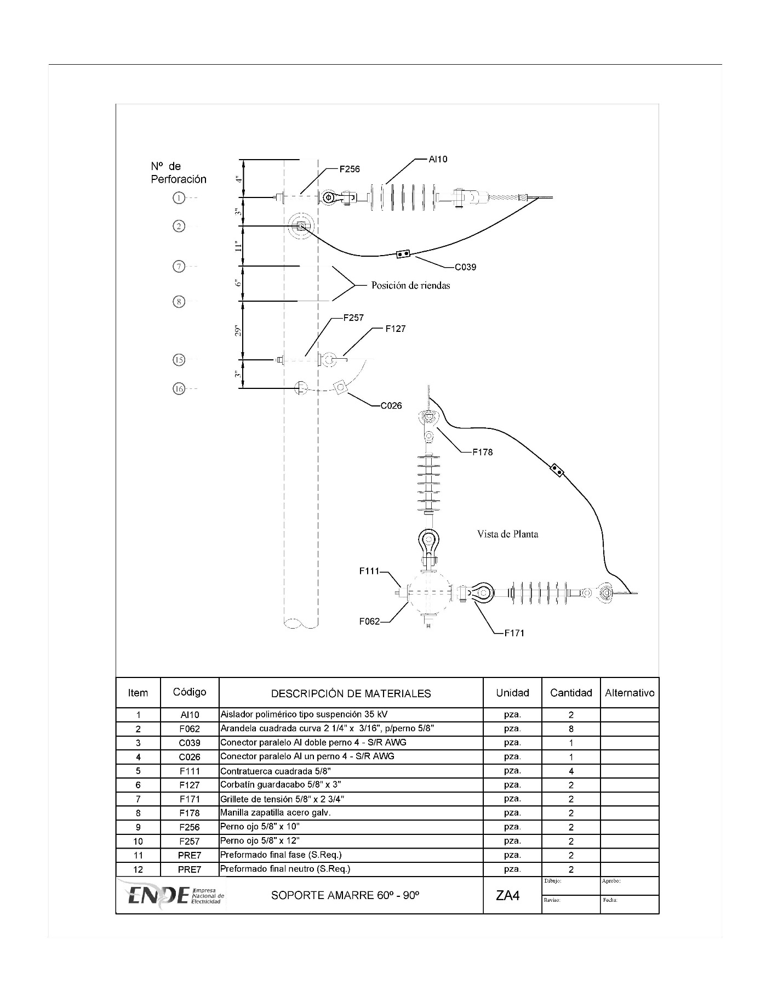 Nº de
Perforación
4"
1
3"
2
11"
7
6"
8
29"
15
3"
16
AI10
F256
C039
Posición de riendas
F257
F127
C026
F178
Vista de Planta
F111
F062
F171
Item Código DESCRIPCIÓN DE MATERIALES Unidad Cantidad Alternativo
1 AI10 Aislador polimérico tipo suspención 35 kV pza. 2
2 F062 Arandela cuadrada curva 2 1/4" x 3/16", p/perno 5/8" pza. 8
3 C039 Conector paralelo Al doble perno 4 - S/R AWG pza. 1
4 C026 Conector paralelo Al un perno 4 - S/R AWG pza. 1
5 F111 Contratuerca cuadrada 5/8" pza. 4
6 F127 Corbatín guardacabo 5/8" x 3" pza. 2
7 F171 Grillete de tensión 5/8" x 2 3/4" pza. 2
8 F178 Manilla zapatilla acero galv. pza. 2
9 F256 Perno ojo 5/8" x 10" pza. 2
10 F257 Perno ojo 5/8" x 12" pza. 2
11 PRE7 Preformado final fase (S.Req.) pza. 2
12 PRE7 Preformado final neutro (S.Req.) pza. 2
ENDE Empresa
Nacional de
Electricidad
SOPORTE AMARRE 60º - 90º ZA4
Dibujo: Aprobo:
Reviso: Fecha: